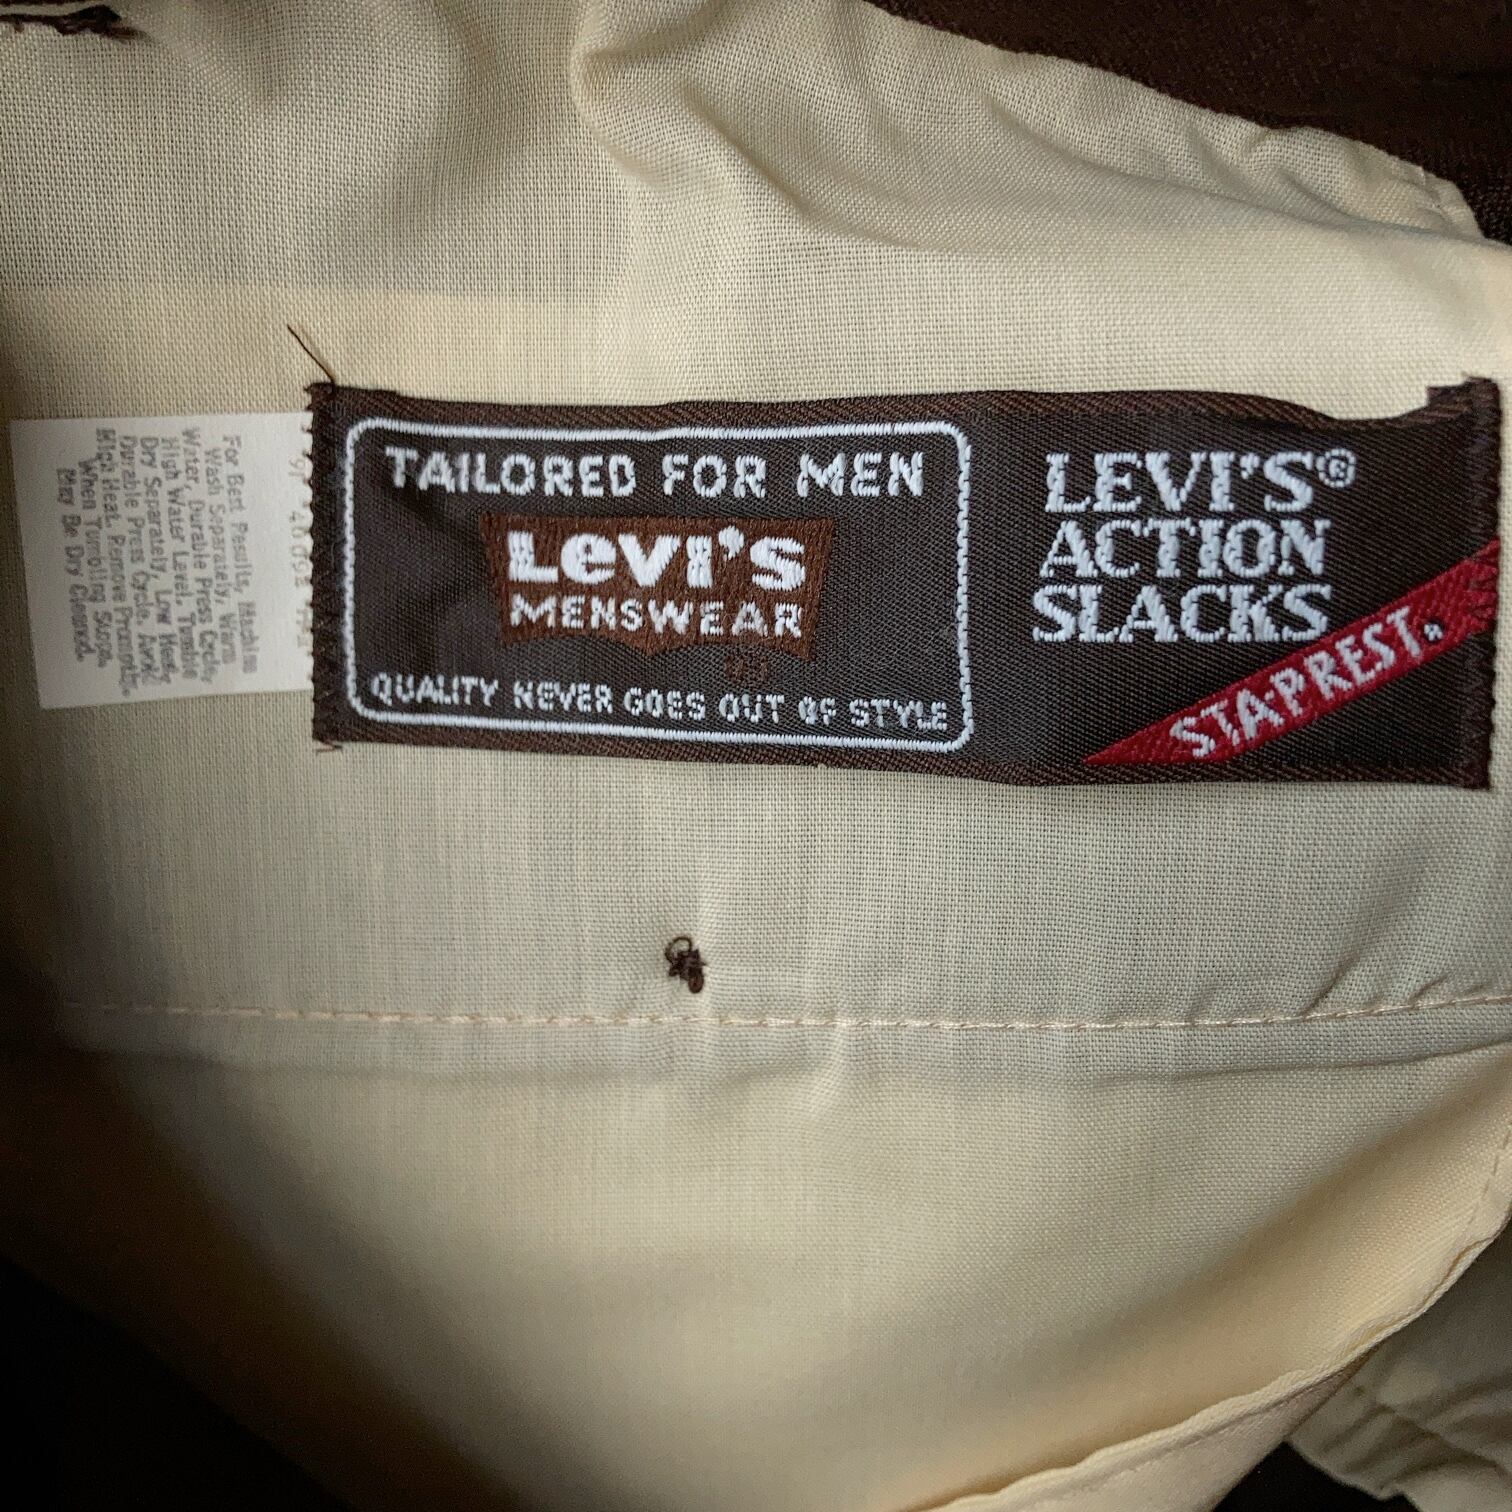 TAILORED FOR MEN
Levi's
MENSWEAR
QUALITY NEVER GOES OUT OF STYLE
LEVI'S®
ACTION
SLACKS
STA-PREST®
For Best Results, Machine
Wash Separately, Warm
Water, Durable Press Cycle,
High Water Level. Tumble
Dry Separately, Low Heat,
Durable Press Cycle. Avoid
High Heat. Remove Promptly
When Tumbling Stops.
May Be Dry Cleaned.